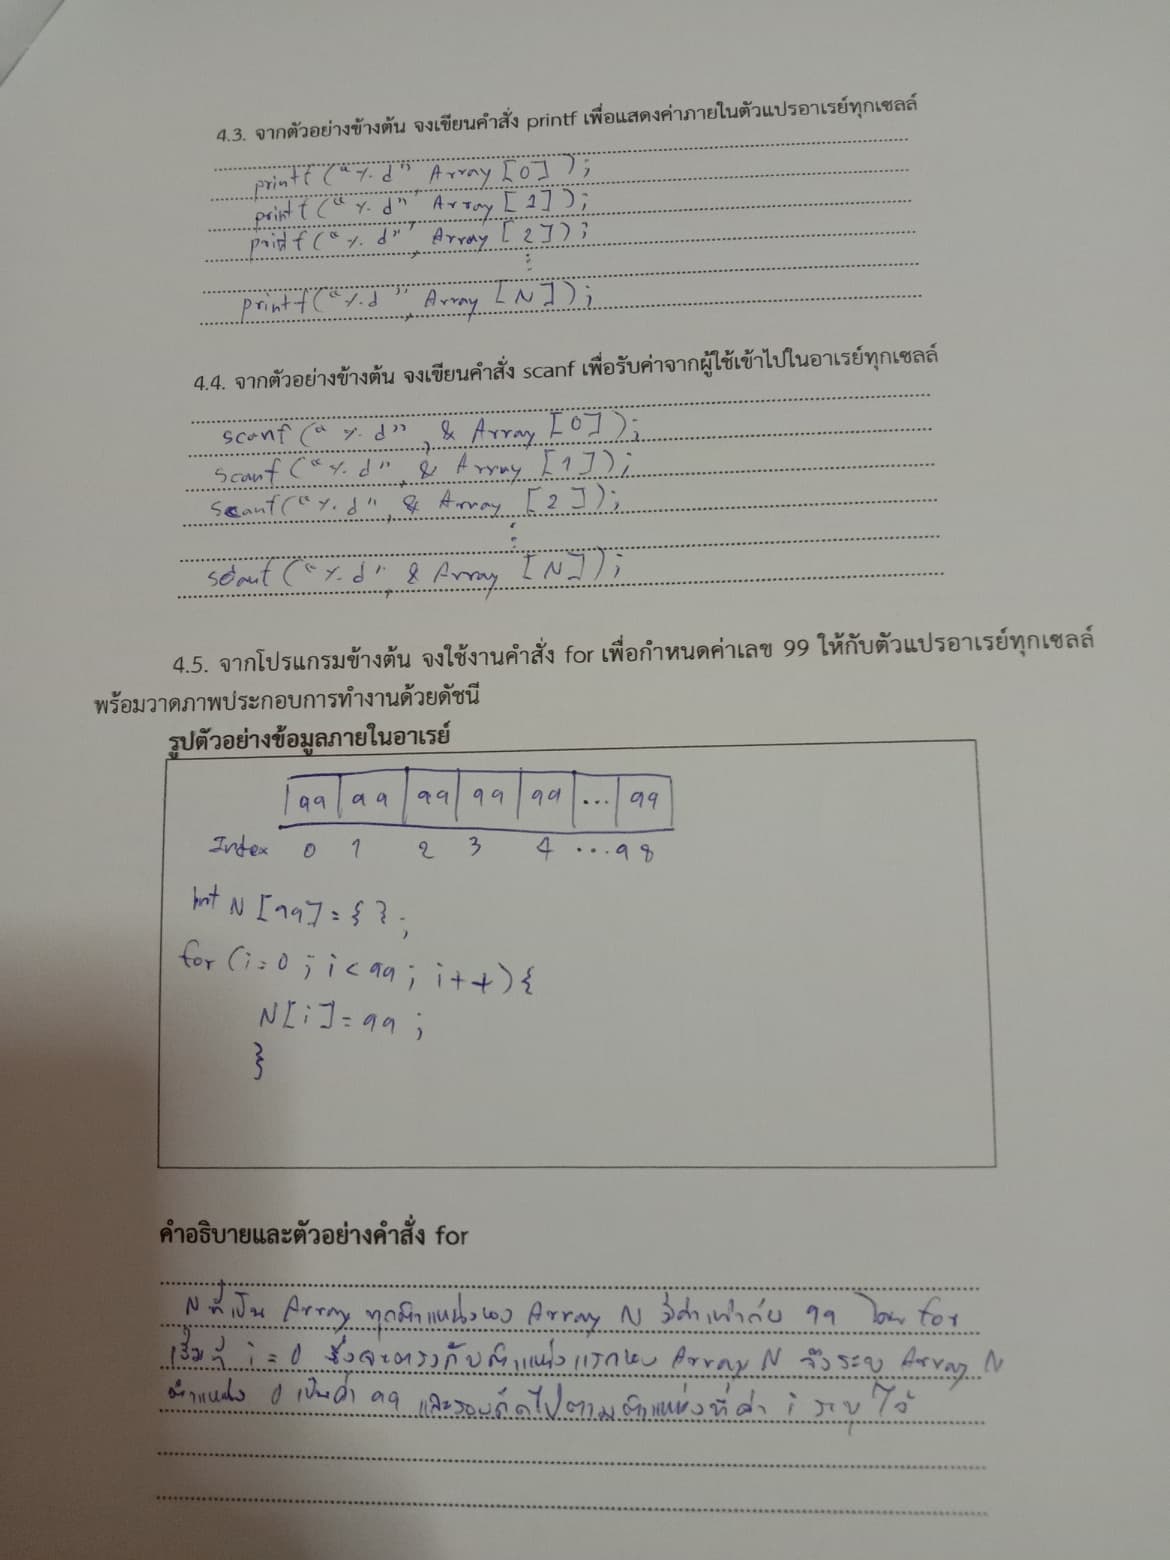 4.3. จากตัวอย่างข้างต้น จงเขียนคำสั่ง printf เพื่อแสดงค่าภายในตัวแปรอาเรย์ทุกเซลล์
printf ("%d", Array [0]);
printf ("%d", Array [1]);
printf ("%d", Array [2]);
⋮
printf ("%d", Array [N]);
4.4. จากตัวอย่างข้างต้น จงเขียนคำสั่ง scanf เพื่อรับค่าจากผู้ใช้เข้าไปในอาเรย์ทุกเซลล์
scanf ("%d", & Array [0]);
scanf ("%d", & Array [1]);
scanf ("%d", & Array [2]);
⋮
scanf ("%d", & Array [N]);
4.5. จากโปรแกรมข้างต้น จงใช้งานคำสั่ง for เพื่อกำหนดค่าเลข 99 ให้กับตัวแปรอาเรย์ทุกเซลล์
พร้อมวาดภาพประกอบการทำงานด้วยดัชนี
รูปตัวอย่างข้อมูลภายในอาเรย์
99 99 99 99 99 ... 99
Index 0 1 2 3 4 ... 98
int N [99] = { };
for (i=0; i < 99; i++) {
N[i] = 99;
}
คำอธิบายและตัวอย่างคำสั่ง for
N ที่เป็น Array ทุกตำแหน่งของ Array N มีค่าเท่ากับ 99 โดย for
เริ่มที่ i = 0 ซึ่งจะตรงกับตำแหน่งแรกของ Array N จึงระบุ Array N
ตำแหน่ง 0 เป็นค่า 99 และรอบถัดไปตามตำแหน่งที่ค่า i ระบุไว้